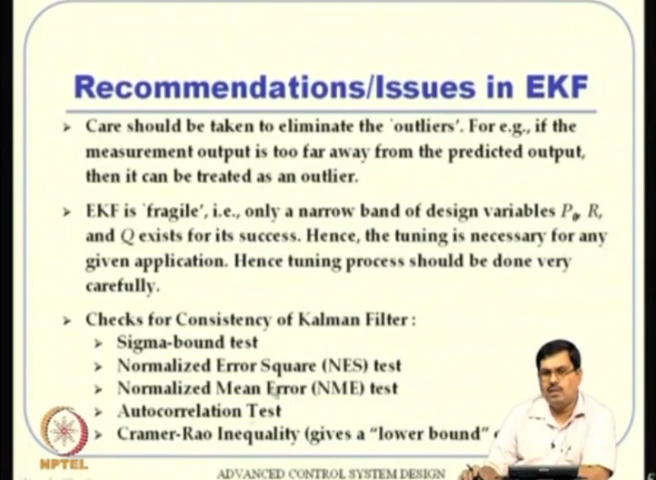 Recommendations/Issues in EKF
➢ Care should be taken to eliminate the `outliers'. For e.g., if the
measurement output is too far away from the predicted output,
then it can be treated as an outlier.
➢ EKF is `fragile', i.e., only a narrow band of design variables P₀, R,
and Q exists for its success. Hence, the tuning is necessary for any
given application. Hence tuning process should be done very
carefully.
➢ Checks for Consistency of Kalman Filter :
➢ Sigma-bound test
➢ Normalized Error Square (NES) test
➢ Normalized Mean Error (NME) test
➢ Autocorrelation Test
➢ Cramer-Rao Inequality (gives a "lower bound"
NPTEL
ADVANCED CONTROL SYSTEM DESIGN